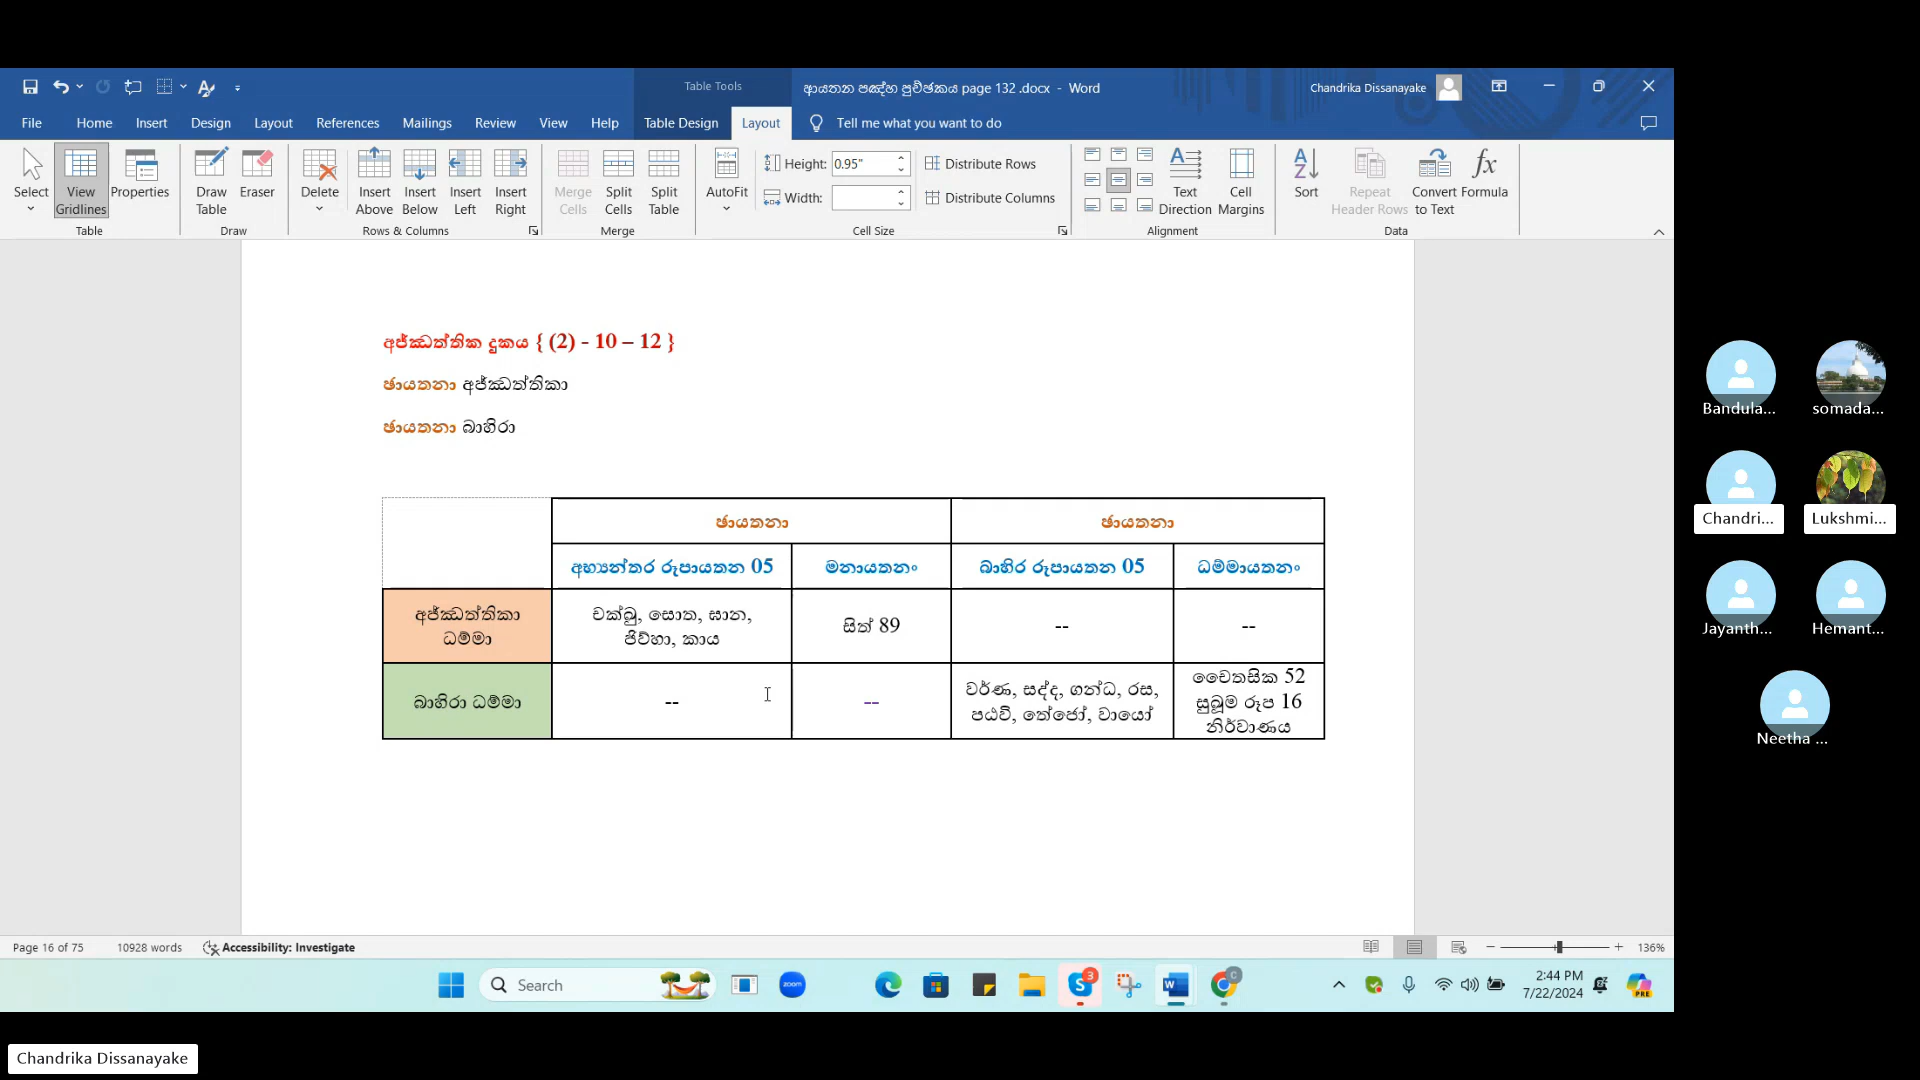 Table Tools
ආයතන පඤ්හ පුච්ඡකය page 132 .docx - Word
Chandrika Dissanayake
File Home Insert Design Layout References Mailings Review View Help Table Design Layout Tell me what you want to do
Select
View Gridlines
Properties
Draw Table
Eraser
Delete
Insert Above
Insert Below
Insert Left
Insert Right
Merge Cells
Split Cells
Split Table
AutoFit
Height: 0.95"
Width:
Distribute Rows
Distribute Columns
Text Direction
Cell Margins
Sort
Repeat Header Rows
Convert to Text
Formula
Table Draw Rows & Columns Merge Cell Size Alignment Data
අජ්ඣත්තික දුකය { (2) - 10 – 12 }
ඡායතනා අජ්ඣත්තිකා
ඡායතනා බාහිරා
ඡායතනා ඡායතනා
අභ්‍යන්තර රූපායතන 05 මනායතනං බාහිර රූපායතන 05 ධම්මායතනං
අජ්ඣත්තිකා
ධම්මා
චක්ඛු, සොත, ඝාන,
ජිව්හා, කාය
සිත් 89
--
--
බාහිරා ධම්මා
--
--
වර්ණ, සද්ද, ගන්ධ, රස,
පඨවි, තේජෝ, වායෝ
චෛතසික 52
සුඛූම රූප 16
නිර්වාණය
Page 16 of 75 10928 words Accessibility: Investigate 136%
Search
zoom
3
C
2:44 PM
7/22/2024
PRE
Bandula...
somada...
Chandri...
Lukshmi...
Jayanth...
Hemant...
Neetha ...
Chandrika Dissanayake